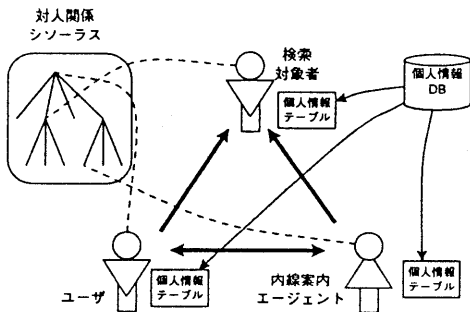 対人関係
シソーラス
検索
対象者
個人情報
テーブル
個人情報
DB
ユーザ
個人情報
テーブル
内線案内
エージェント
個人情報
テーブル